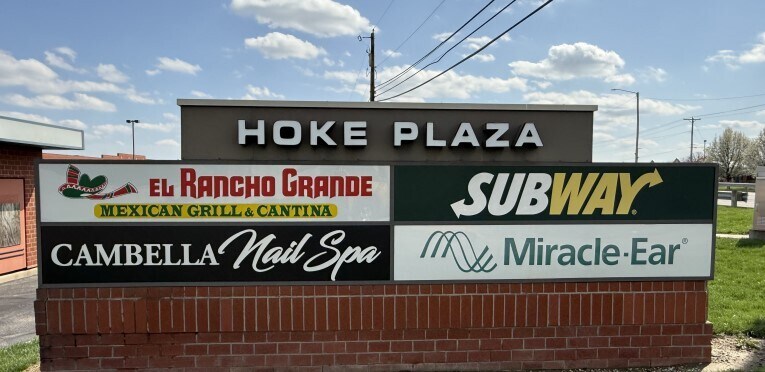 HOKE PLAZA
EL RANCHO GRANDE
MEXICAN GRILL & CANTINA
SUBWAY®
CAMBELLA Nail Spa
Miracle-Ear®